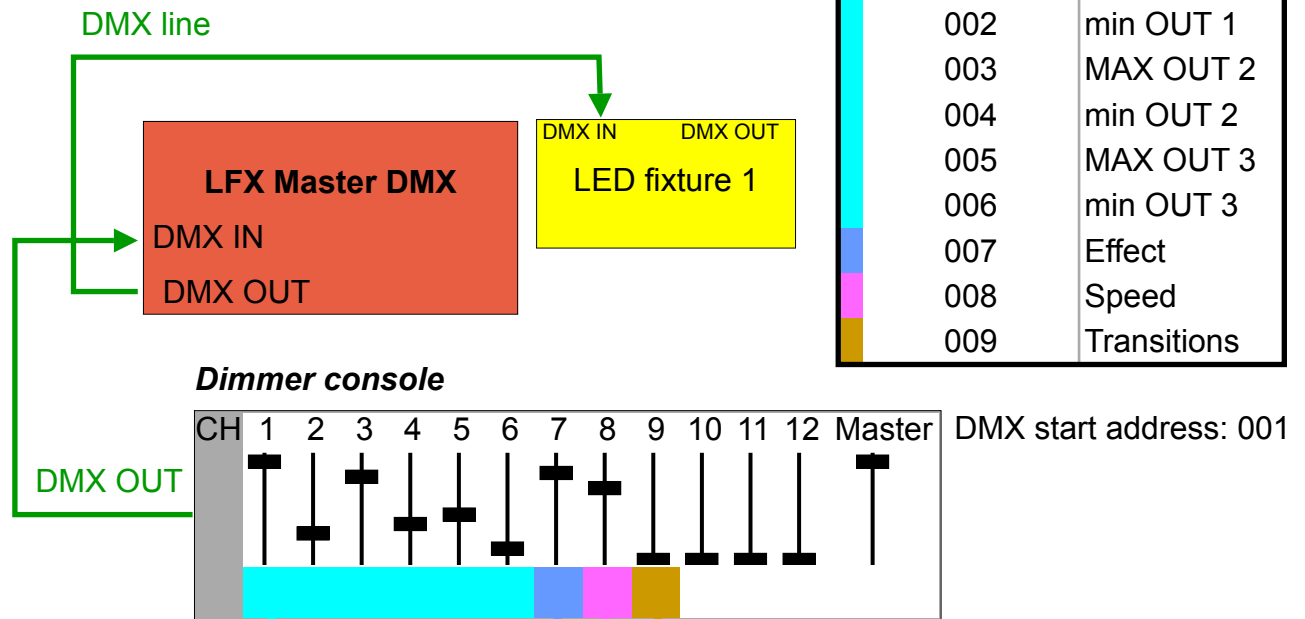 DMX line
LFX Master DMX
DMX IN
DMX OUT
DMX IN DMX OUT
LED fixture 1
002 min OUT 1
003 MAX OUT 2
004 min OUT 2
005 MAX OUT 3
006 min OUT 3
007 Effect
008 Speed
009 Transitions
Dimmer console
CH 1 2 3 4 5 6 7 8 9 10 11 12 Master
DMX start address: 001
DMX OUT